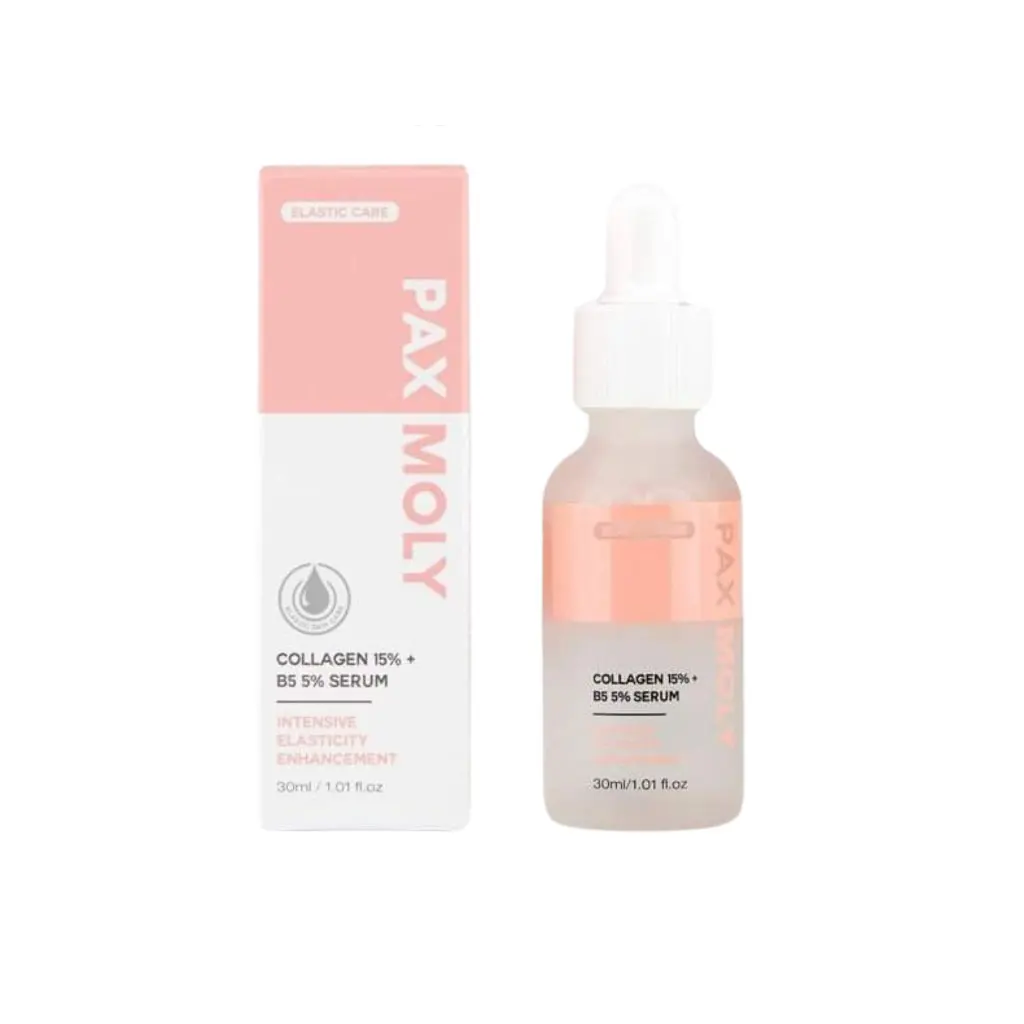 ELASTIC CARE
PAX MOLY
COLLAGEN 15% +
B5 5% SERUM
INTENSIVE
ELASTICITY
ENHANCEMENT
30ml / 1.01 fl.oz
PAX MOLY
COLLAGEN 15% +
B5 5% SERUM
30ml/1.01 fl.oz